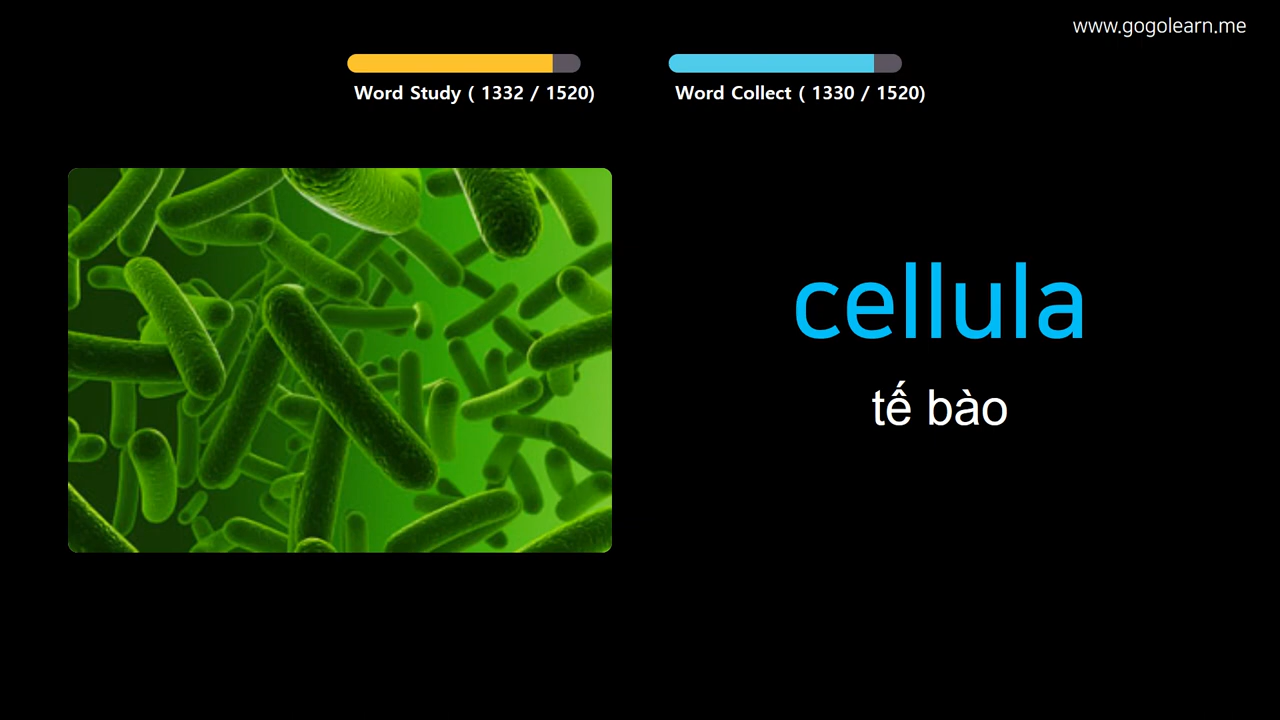 www.gogolearn.me
Word Study ( 1332 / 1520)
Word Collect ( 1330 / 1520)
cellula
tế bào